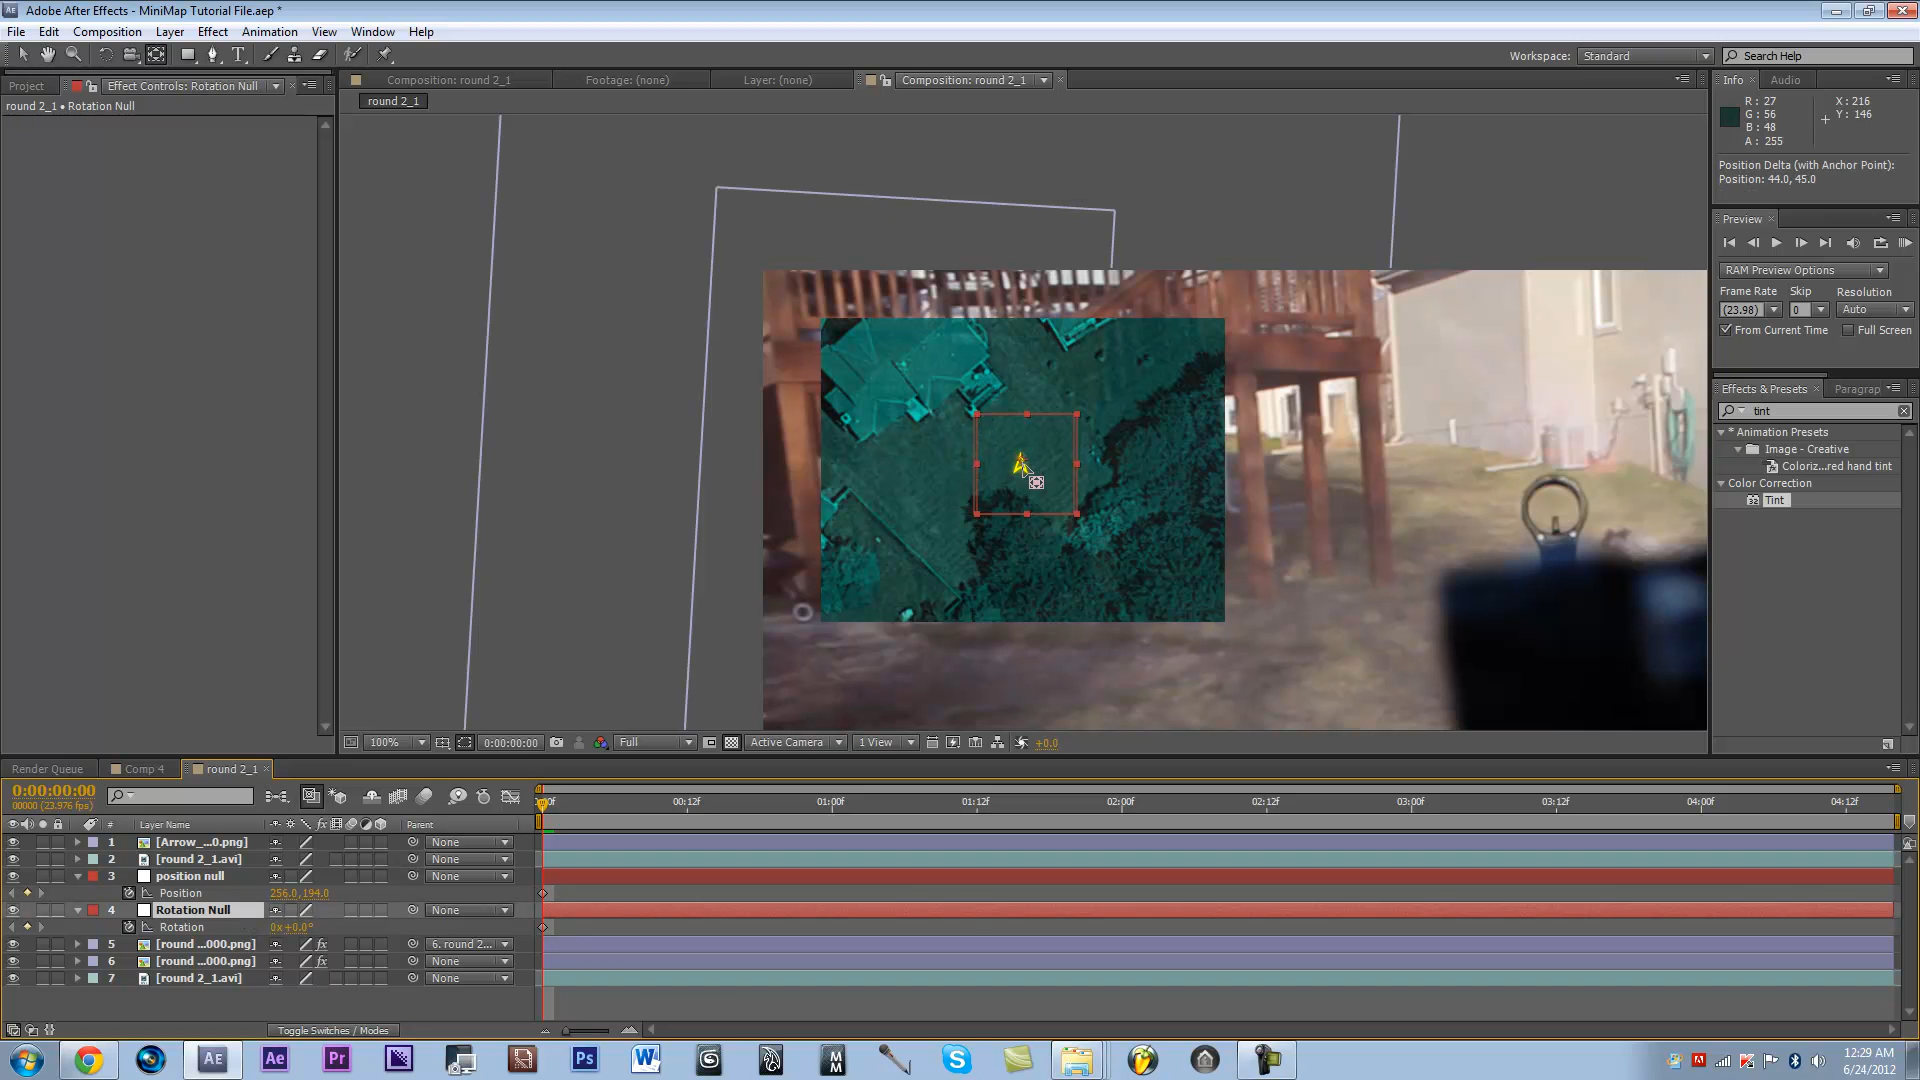 Adobe After Effects - MiniMap Tutorial File.aep *
File Edit Composition Layer Effect Animation View Window Help
Workspace: Standard Search Help
Project Effect Controls: Rotation Null
round 2_1 • Rotation Null
Composition: round 2_1 Footage: (none) Layer: (none) Composition: round 2_1
round 2_1
Info Audio
R : 27 X : 216
G : 56 Y : 146
B : 48
A : 255
Position Delta (with Anchor Point):
Position: 44.0, 45.0
Preview
RAM Preview Options
Frame Rate Skip Resolution
(23.98) 0 Auto
From Current Time Full Screen
Effects & Presets Paragrap
tint
* Animation Presets
Image - Creative
Coloriz...red hand tint
Color Correction
Tint
100% 0:00:00:00 Full Active Camera 1 View +0.0
Render Queue Comp 4 round 2_1
0:00:00:00
00000 (23.976 fps)
00:12f 01:00f 01:12f 02:00f 02:12f 03:00f 03:12f 04:00f 04:12f
# Layer Name Parent
1 [Arrow_...0.png] None
2 [round 2_1.avi] None
3 position null None
Position 256.0,194.0
4 Rotation Null None
Rotation 0x+0.0°
5 [round ...000.png] fx 6. round 2...
6 [round ...000.png] fx None
7 [round 2_1.avi] None
Toggle Switches / Modes
AE Ae Pr Ps W S MM
12:29 AM
6/24/2012